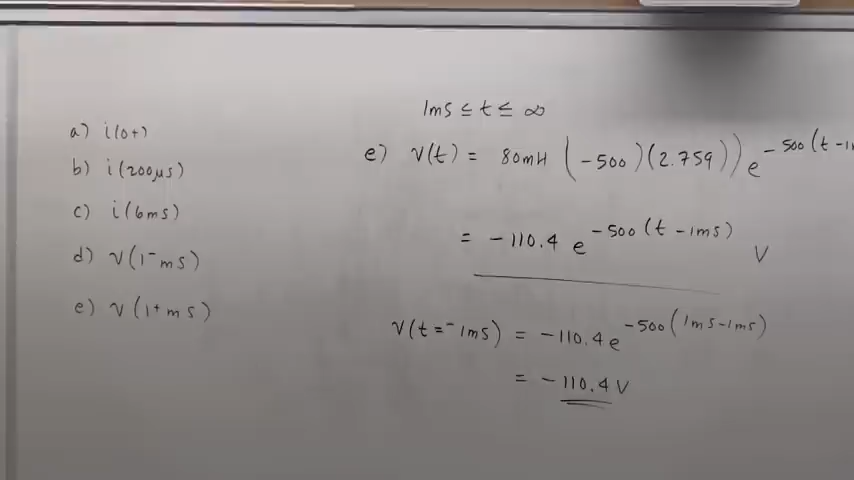 a) i(0+)
b) i(200μs)
c) i(6ms)
d) v(1⁻ms)
e) v(1⁺ms)
1ms ≤ t ≤ ∞
e) v(t) = 80mH (-500)(2.759)) e^-500(t-1m
= -110.4 e^-500(t-1ms) V
v(t=⁻1ms) = -110.4 e^-500(1ms-1ms)
= -110.4 V